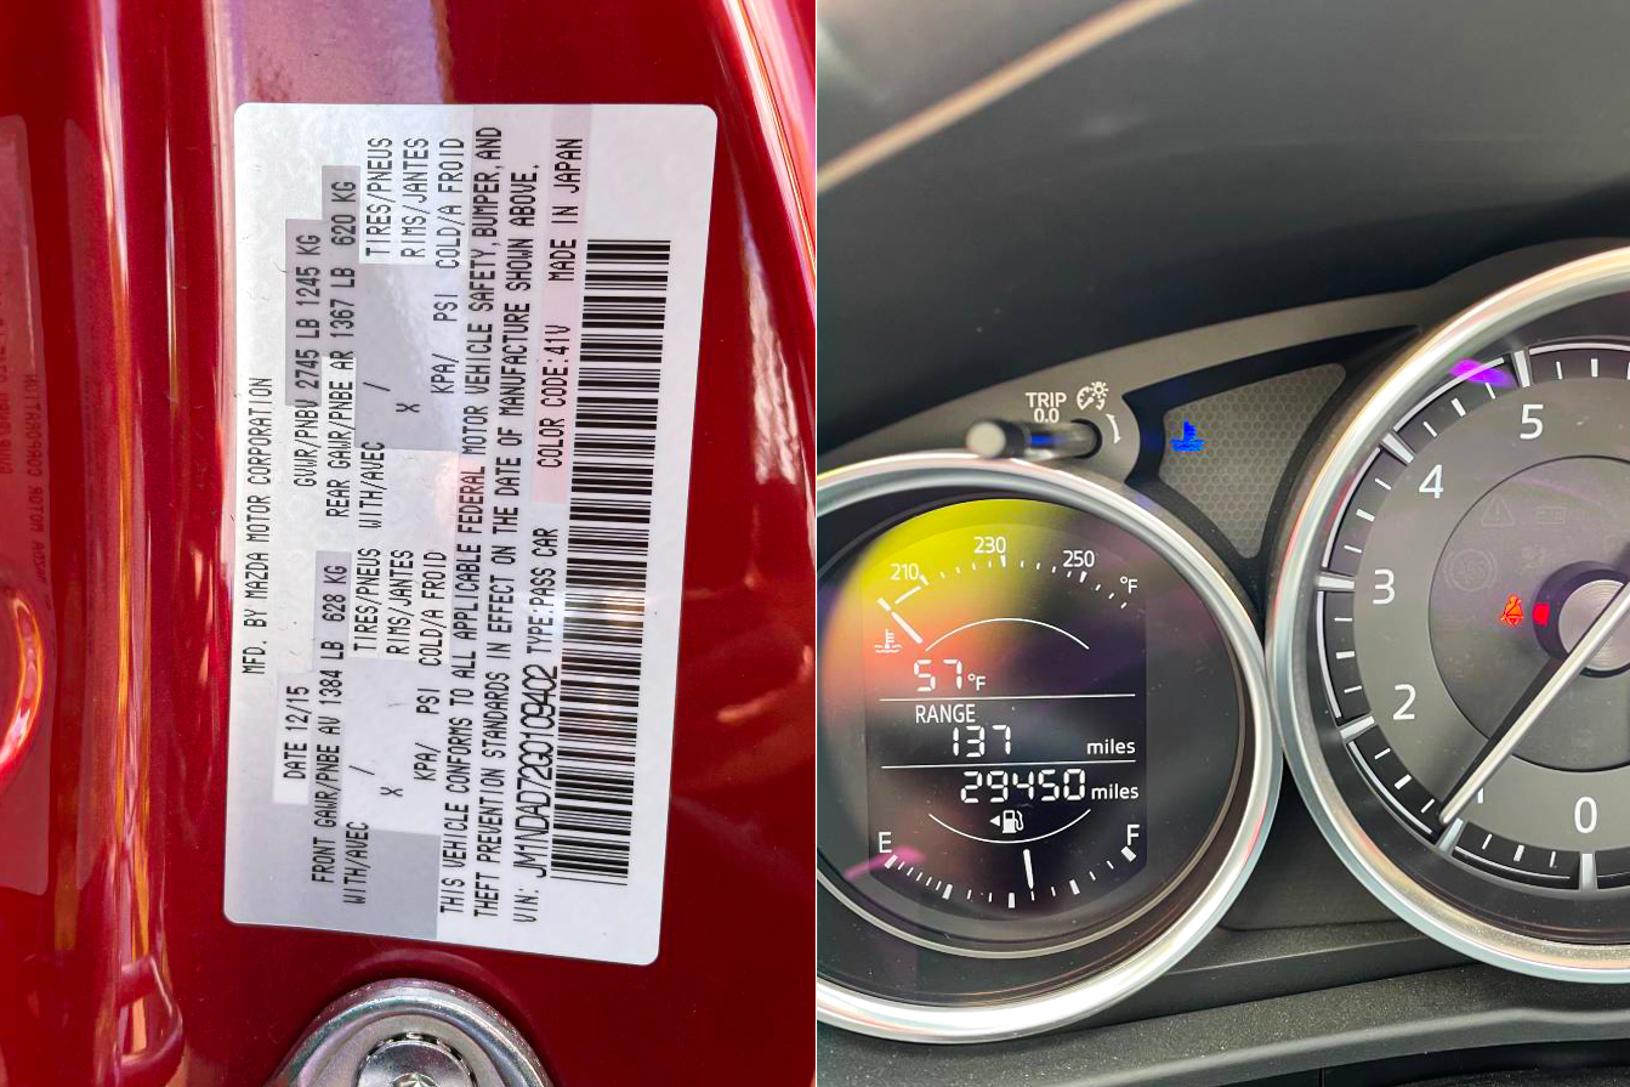 MFD. BY MAZDA MOTOR CORPORATION
DATE 12/15
GVWR/PNBV 2745 LB 1245 KG
FRONT GAWR/PNBE AV 1384 LB 628 KG
REAR GAWR/PNBE AR 1367 LB 620 KG
WITH/AVEC TIRES/PNEUS
WITH/AVEC TIRES/PNEUS
X / RIMS/JANTES
X / RIMS/JANTES
KPA/ PSI COLD/A FROID
KPA/ PSI COLD/A FROID
THIS VEHICLE CONFORMS TO ALL APPLICABLE FEDERAL MOTOR VEHICLE SAFETY, BUMPER, AND
THEFT PREVENTION STANDARDS IN EFFECT ON THE DATE OF MANUFACTURE SHOWN ABOVE.
VIN: JM1NDAD72G0109402 TYPE:PASS CAR COLOR CODE:41V MADE IN JAPAN
TRIP
0.0
210 230 250 °F
57°F
RANGE
137 miles
29450 miles
E F
5
4
3
2
1
0